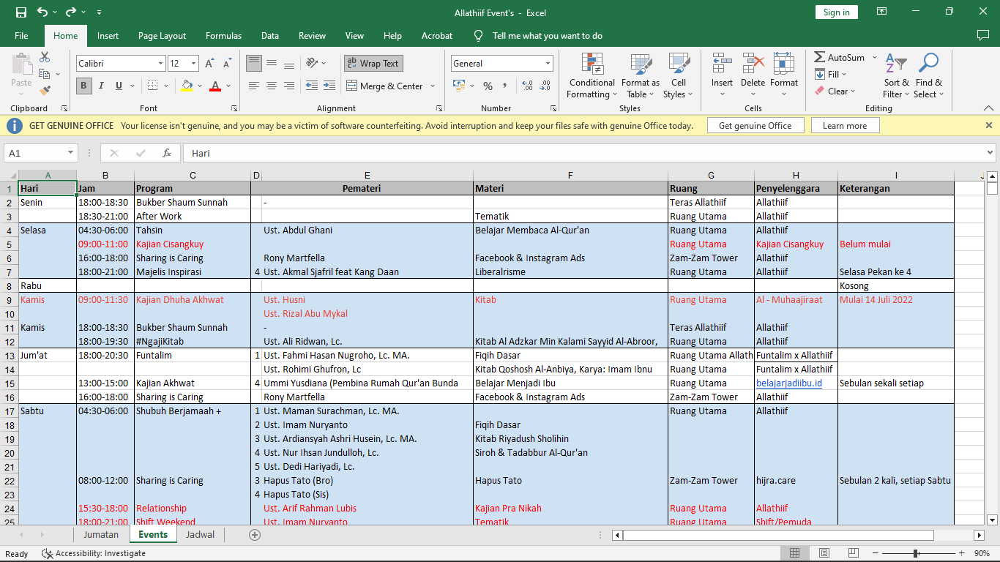 Allathiif Event's - Excel
Sign in
File Home Insert Page Layout Formulas Data Review View Help Acrobat Tell me what you want to do
Paste
Calibri 12
B I U A
ab Wrap Text
Merge & Center
General
Conditional Formatting
Format as Table
Cell Styles
Insert Delete Format
AutoSum
Fill
Clear
Sort & Filter
Find & Select
Clipboard Font Alignment Number Styles Cells Editing
GET GENUINE OFFICE Your license isn't genuine, and you may be a victim of software counterfeiting. Avoid interruption and keep your files safe with genuine Office today. Get genuine Office Learn more
A1 fx Hari
A B C D E F G H I
1 Hari Jam Program Pemateri Materi Ruang Penyelenggara Keterangan
2 Senin 18:00-18:30 Bukber Shaum Sunnah - Teras Allathiif Allathiif
3 18:30-21:00 After Work Tematik Ruang Utama Allathiif
4 Selasa 04:30-06:00 Tahsin Ust. Abdul Ghani Belajar Membaca Al-Qur'an Ruang Utama Allathiif
5 09:00-11:00 Kajian Cisangkuy Ruang Utama Kajian Cisangkuy Belum mulai
6 16:00-18:00 Sharing is Caring Rony Martfella Facebook & Instagram Ads Zam-Zam Tower Allathiif
7 18:00-21:00 Majelis Inspirasi 4 Ust. Akmal Sjafril feat Kang Daan Liberalrisme Ruang Utama Allathiif Selasa Pekan ke 4
8 Rabu Kosong
9 Kamis 09:00-11:30 Kajian Dhuha Akhwat Ust. Husni Kitab Ruang Utama Al - Muhaajiraat Mulai 14 Juli 2022
10 Ust. Rizal Abu Mykal
11 Kamis 18:00-18:30 Bukber Shaum Sunnah - Teras Allathiif Allathiif
12 18:00-19:30 #NgajiKitab Ust. Ali Ridwan, Lc. Kitab Al Adzkar Min Kalami Sayyid Al-Abroor, Ruang Utama Allathiif
13 Jum'at 18:00-20:30 Funtalim 1 Ust. Fahmi Hasan Nugroho, Lc. MA. Fiqih Dasar Ruang Utama Allath Funtalim x Allathiif
14 Ust. Rohimi Ghufron, Lc Kitab Qoshosh Al-Anbiya, Karya: Imam Ibnu Ruang Utama Funtalim x Allathiif
15 13:00-15:00 Kajian Akhwat 4 Ummi Yusdiana (Pembina Rumah Qur'an Bunda Belajar Menjadi Ibu Ruang Utama belajarjadiibu.id Sebulan sekali setiap
16 16:00-18:00 Sharing is Caring Rony Martfella Facebook & Instagram Ads Zam-Zam Tower Allathiif
17 Sabtu 04:30-06:00 Shubuh Berjamaah + 1 Ust. Maman Surachman, Lc. MA. Ruang Utama Allathiif
18 2 Ust. Imam Nuryanto Fiqih Dasar
19 3 Ust. Ardiansyah Ashri Husein, Lc. MA. Kitab Riyadush Sholihin
20 4 Ust. Nur Ihsan Jundulloh, Lc. Siroh & Tadabbur Al-Qur'an
21 5 Ust. Dedi Hariyadi, Lc.
22 08:00-12:00 Sharing is Caring 3 Hapus Tato (Bro) Hapus Tato Zam-Zam Tower hijra.care Sebulan 2 kali, setiap Sabtu
23 4 Hapus Tato (Sis)
24 15:30-18:00 Relationship Ust. Arif Rahman Lubis Kajian Pra Nikah Ruang Utama Allathiif
25 18:00-21:00 Shift Weekend Ust. Imam Nuryanto Tematik Ruang Utama Shift/Pemuda
Jumatan Events Jadwal
Ready Accessibility: Investigate 90%